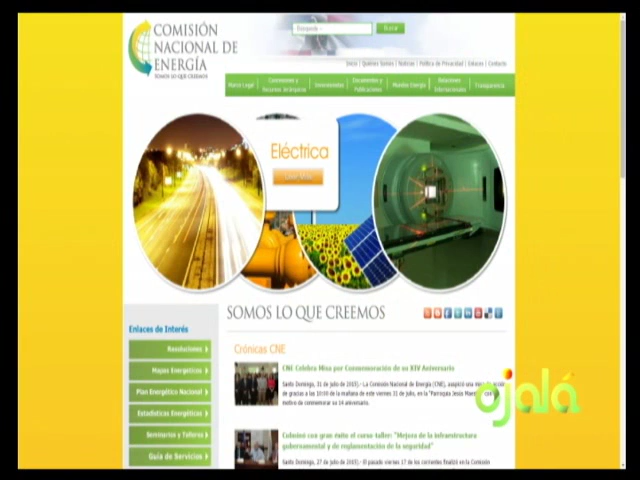 COMISIÓN
NACIONAL DE
ENERGÍA
SOMOS LO QUE CREEMOS
Búsqueda
Buscar
Inicio | Quienes Somos | Noticias | Política de Privacidad | Enlaces | Contacto
Marco Legal
Relaciones
Internacionales
Documentos y
Publicaciones
Mundo Energía
Transparencia
Eléctrica
Leer Más
SOMOS LO QUE CREEMOS
Enlaces de Interés
Resoluciones
Mapas Energéticos
Plan Energético Nacional
Estadísticas Energéticas
Seminarios y Talleres
Guía de Servicios
Crónicas CNE
CNE Celebra Misa por Conmemoración de su XIV Aniversario
Santo Domingo, 31 de julio (2015).- La Comisión Nacional de Energía (CNE), auspició una misa de acción
de gracias a las 10:00 de la mañana de este viernes 31 de julio, en la "Parroquia Jesús Maes
motivo de conmemorar su 14 aniversario.
ojalá
Culminó con gran éxito el curso-taller: "Mejora de la infraestructura
gubernamental y de reglamentación de la seguridad"
Santo Domingo, 27 de julio (2015).- El pasado viernes 17 de los corrientes finalizó en la Comisión